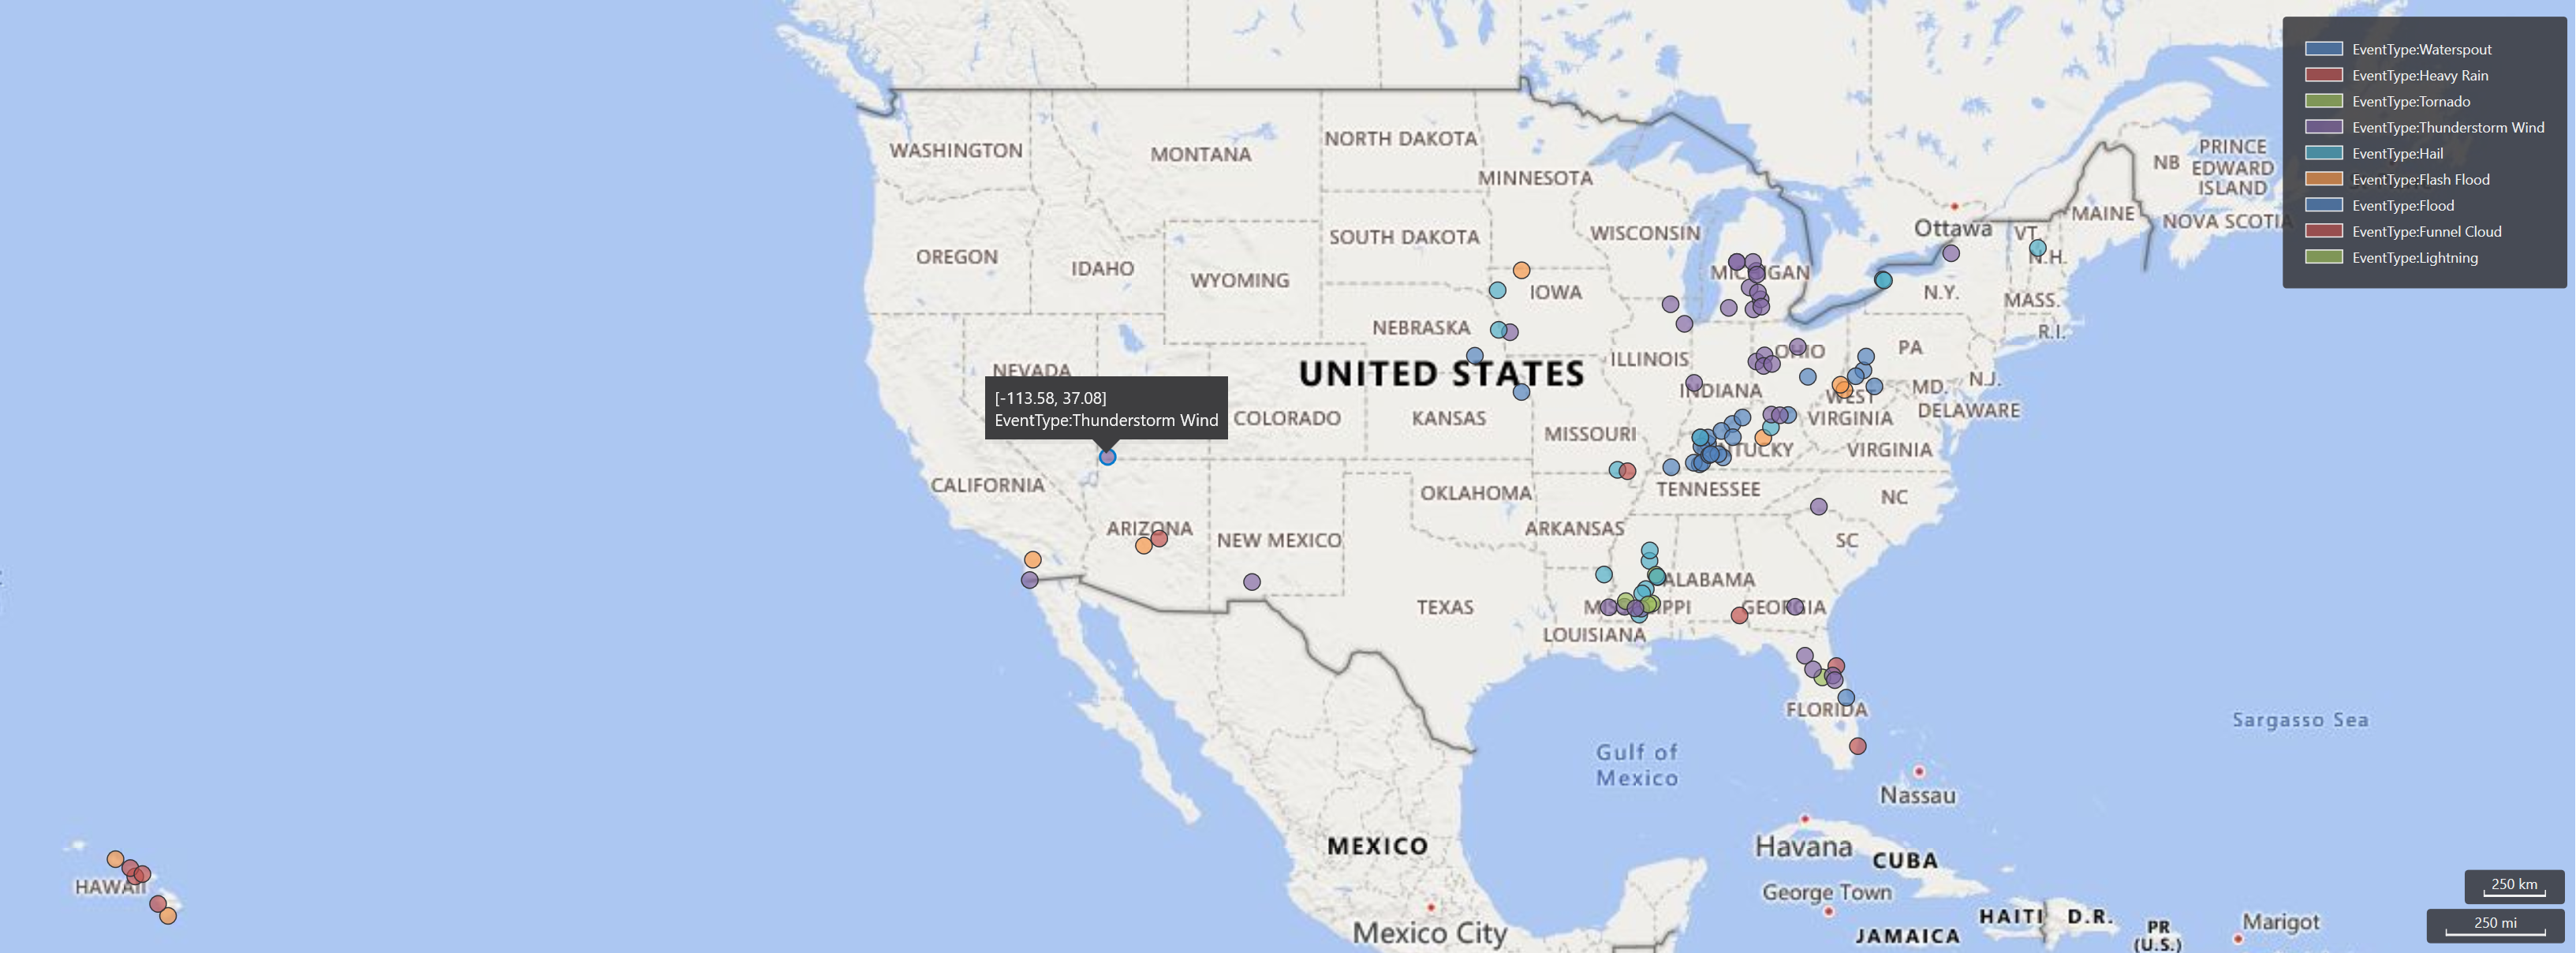 EventType:Waterspout
EventType:Heavy Rain
EventType:Tornado
EventType:Thunderstorm Wind
EventType:Hail
EventType:Flash Flood
EventType:Flood
EventType:Funnel Cloud
EventType:Lightning
WASHINGTON
MONTANA
NORTH DAKOTA
MINNESOTA
NB
PRINCE
EDWARD
ISLAND
MAINE
NOVA SCOTIA
Ottawa
VT.
N.H.
OREGON
IDAHO
WYOMING
SOUTH DAKOTA
WISCONSIN
MICHIGAN
IOWA
N.Y.
MASS.
R.I.
NEBRASKA
NEVADA
UNITED STATES
ILLINOIS
OHIO
PA
[-113.58, 37.08]
EventType:Thunderstorm Wind
INDIANA
WEST
VIRGINIA
MD.
N.J.
DELAWARE
COLORADO
KANSAS
MISSOURI
TUCKY
VIRGINIA
CALIFORNIA
OKLAHOMA
TENNESSEE
NC
ARIZONA
NEW MEXICO
ARKANSAS
SC
ALABAMA
TEXAS
M IPPI
GEORGIA
LOUISIANA
FLORIDA
Sargasso Sea
Gulf of
Mexico
Nassau
MEXICO
Havana
CUBA
HAWAII
George Town
Mexico City
HAITI
D.R.
JAMAICA
PR
(U.S.)
Marigot
250 km
250 mi